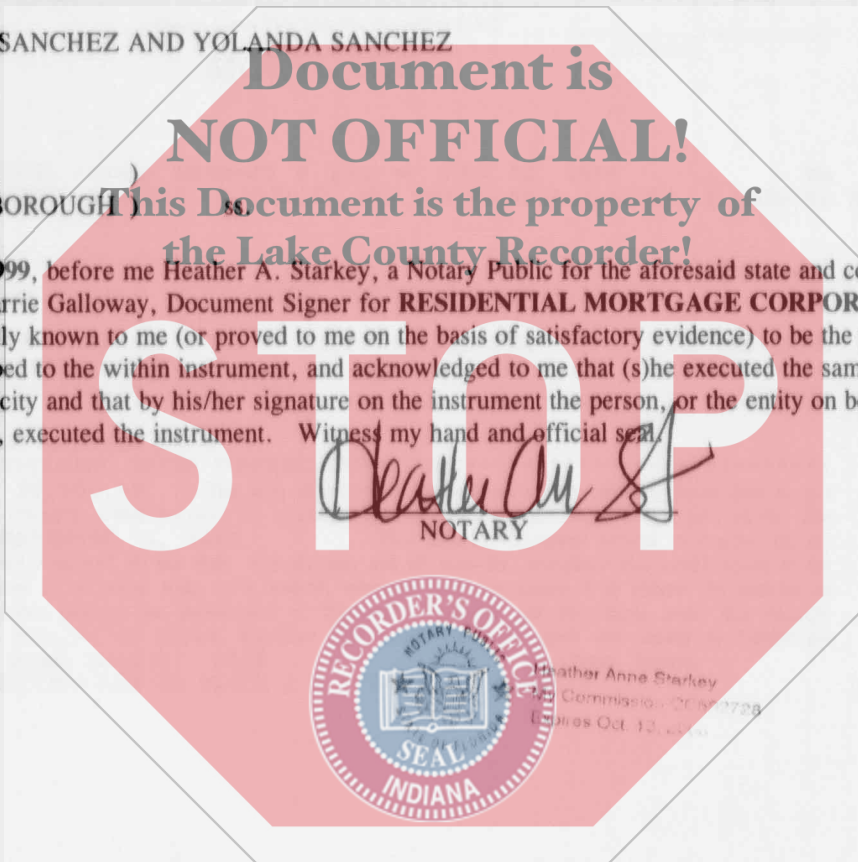 SANCHEZ AND YOLANDA SANCHEZ
Document is
NOT OFFICIAL!
)
OROUGH ) ss.
This Document is the property of
the Lake County Recorder!
99, before me Heather A. Starkey, a Notary Public for the aforesaid state and co
rrie Galloway, Document Signer for RESIDENTIAL MORTGAGE CORPOR
ly known to me (or proved to me on the basis of satisfactory evidence) to be the
ed to the within instrument, and acknowledged to me that (s)he executed the sam
city and that by his/her signature on the instrument the person, or the entity on b
, executed the instrument. Witness my hand and official seal.
STOP
NOTARY
RECORDER'S OFFICE
NOTARY PUBLIC
SEAL
INDIANA
Heather Anne Starkey
My Commission
Expires Oct.